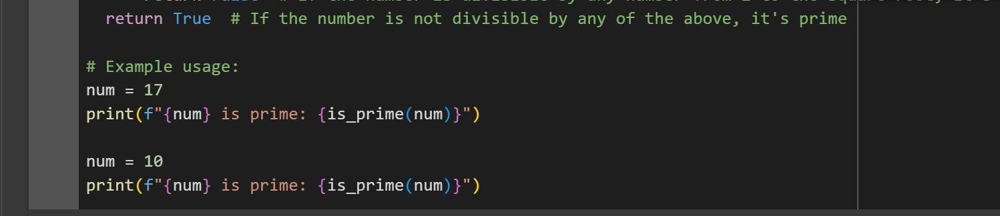 return True  # If the number is not divisible by any of the above, it's prime
# Example usage:
num = 17
print(f"{num} is prime: {is_prime(num)}")
num = 10
print(f"{num} is prime: {is_prime(num)}")